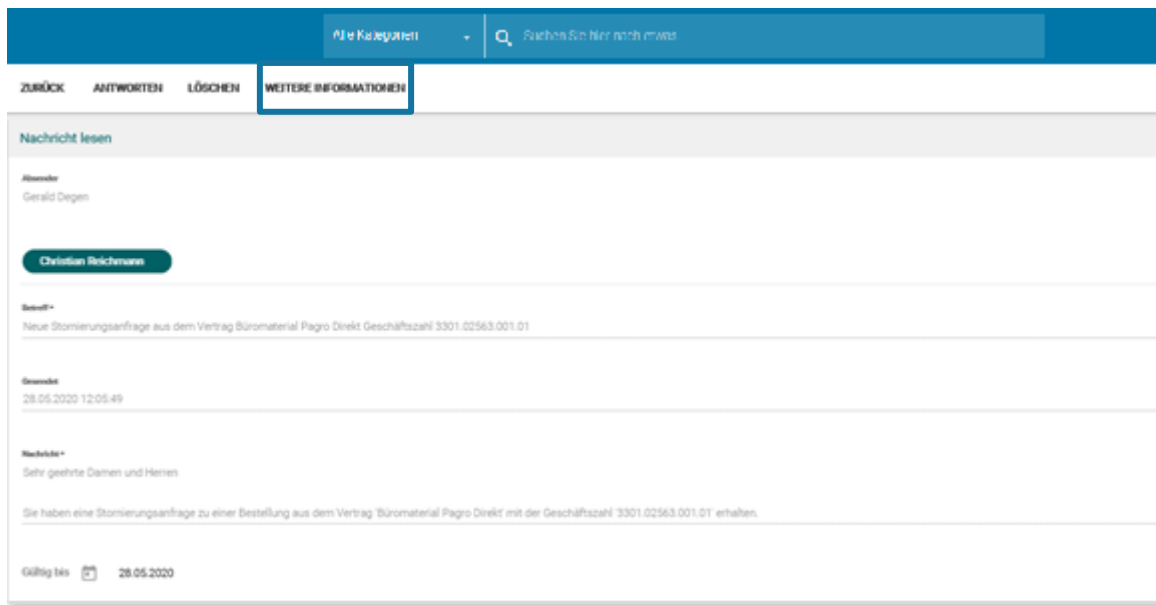 Alle Kategorien Suchen Sie hier nach etwas
ZURÜCK ANTWORTEN LÖSCHEN WEITERE INFORMATIONEN
Nachricht lesen
Absender
Gerald Degen
Christian Reichmann
Betreff *
Neue Stornierungsanfrage aus dem Vertrag Büromaterial Pagro Direkt Geschäftszahl 3301.02563.001.01
Gesendet
28.05.2020 12:05:49
Nachricht *
Sehr geehrte Damen und Herren
Sie haben eine Stornierungsanfrage zu einer Bestellung aus dem Vertrag 'Büromaterial Pagro Direkt' mit der Geschäftszahl '3301.02563.001.01' erhalten.
Gültig bis 28.05.2020